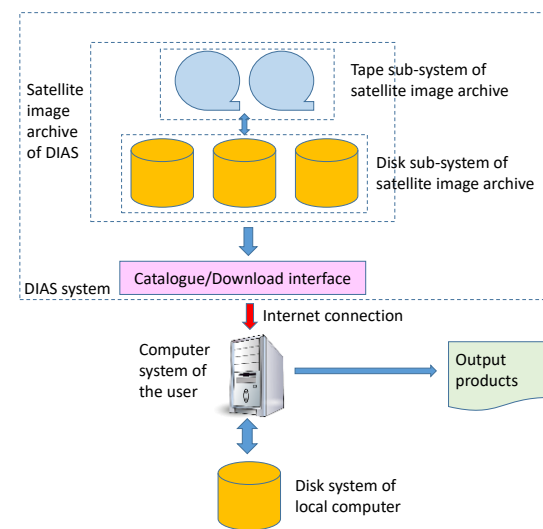 Satellite
image
archive
of DIAS
Tape sub-system of
satellite image archive
Disk sub-system of
satellite image archive
Catalogue/Download interface
DIAS system
Internet connection
Computer
system of
the user
Output
products
Disk system of
local computer